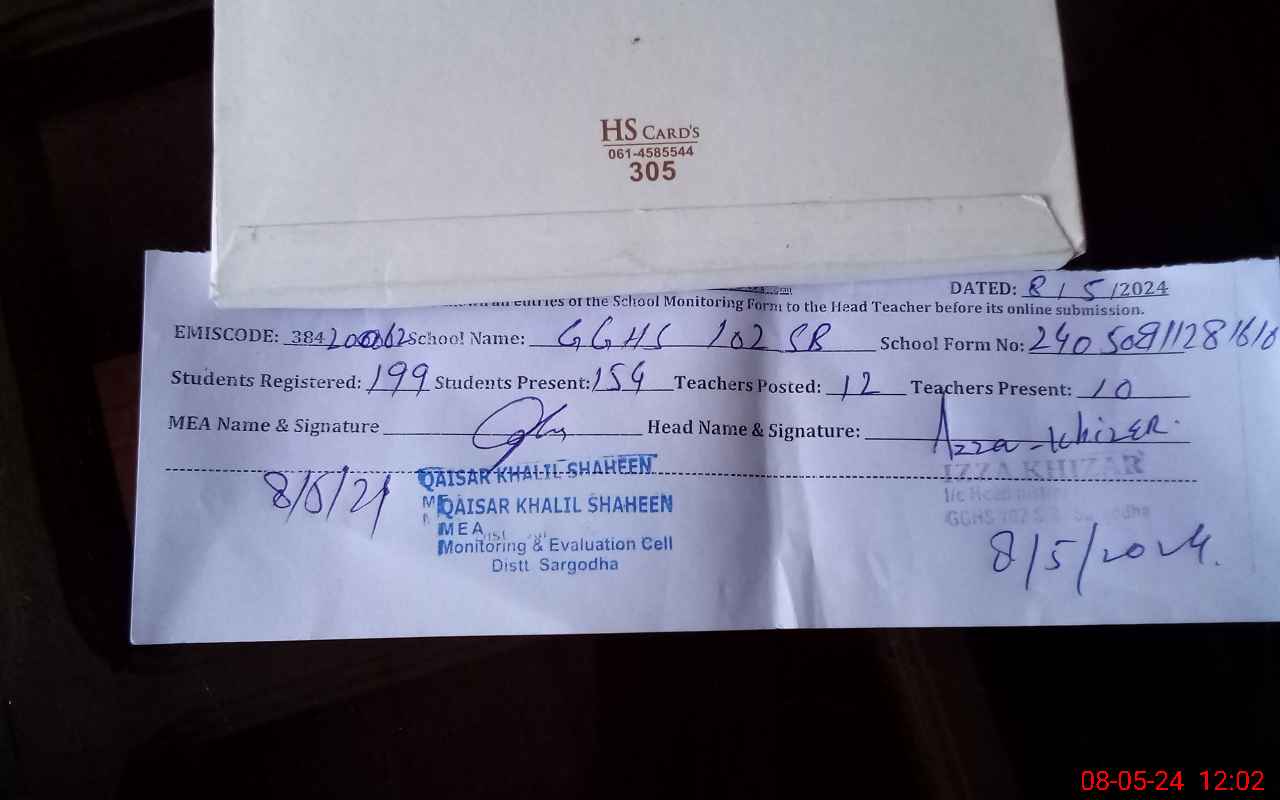 HS CARD'S
061-4585544
305
DATED: 8/5/2024
all entries of the School Monitoring Form to the Head Teacher before its online submission.
EMISCODE: 38420062 School Name: GGHS 102 SB School Form No:
Students Registered: 199 Students Present: 154 Teachers Posted: 12 Teachers Present: 10
MEA Name & Signature Head Name & Signature: Izza-Khizer.
8/5/24
QAISAR KHALIL SHAHEEN
QAISAR KHALIL SHAHEEN
MEA
Monitoring & Evaluation Cell
Distt Sargodha
IZZA KHIZAR
8/5/2024.
08-05-24 12:02